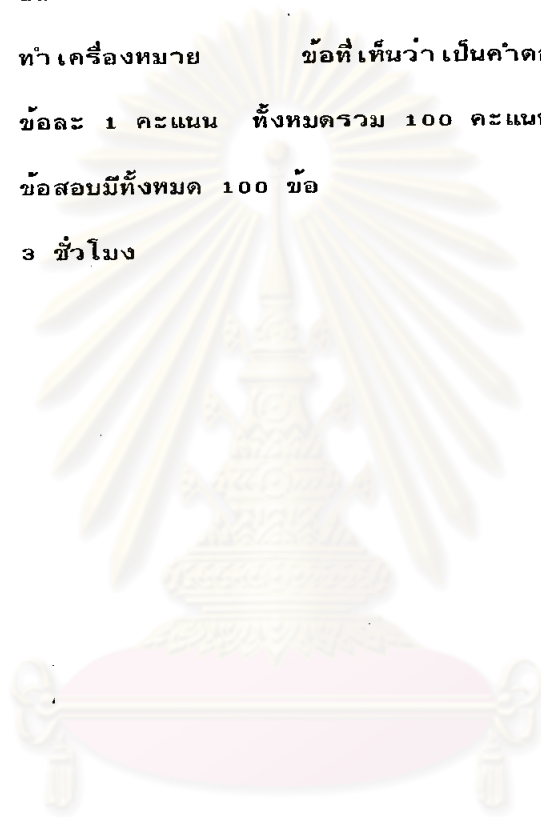 ทำเครื่องหมาย ข้อที่เห็นว่าเป็น
ข้อละ 1 คะแนน ทั้งหมดรวม 100
ข้อสอบมีทั้งหมด 100 ข้อ
3 ชั่วโมง